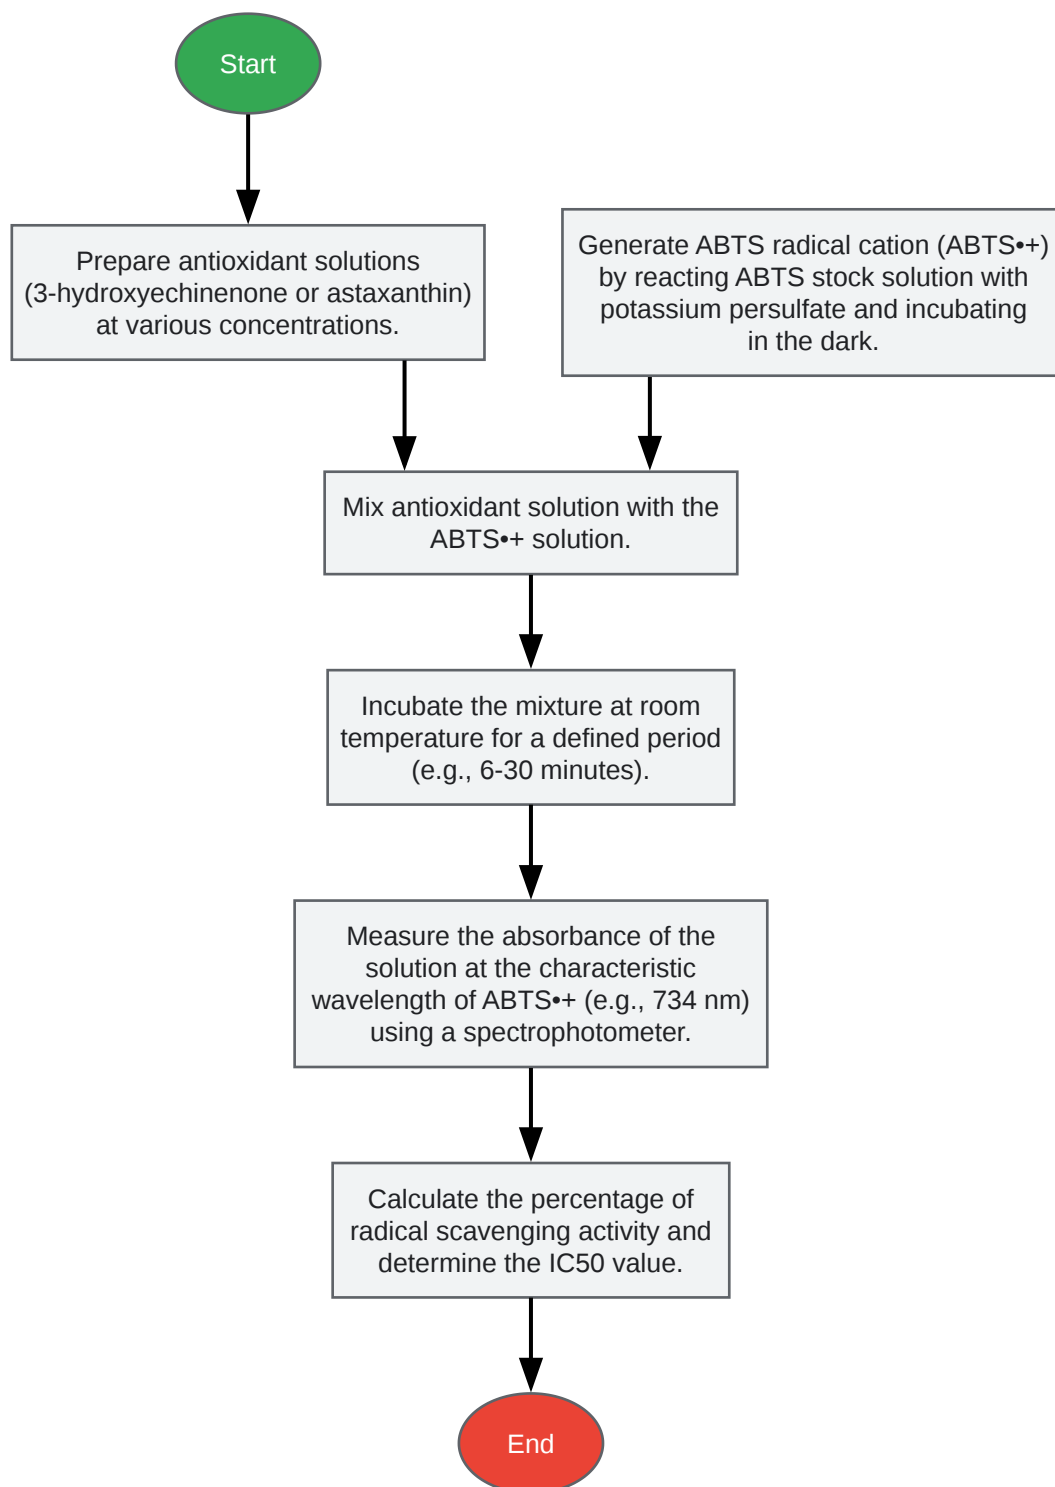 Start
Prepare antioxidant solutions
(3-hydroxyechinenone or astaxanthin)
at various concentrations.
Generate ABTS radical cation (ABTS•+)
by reacting ABTS stock solution with
potassium persulfate and incubating
in the dark.
Mix antioxidant solution with the
ABTS•+ solution.
Incubate the mixture at room
temperature for a defined period
(e.g., 6-30 minutes).
Measure the absorbance of the
solution at the characteristic
wavelength of ABTS•+ (e.g., 734 nm)
using a spectrophotometer.
Calculate the percentage of
radical scavenging activity and
determine the IC50 value.
End